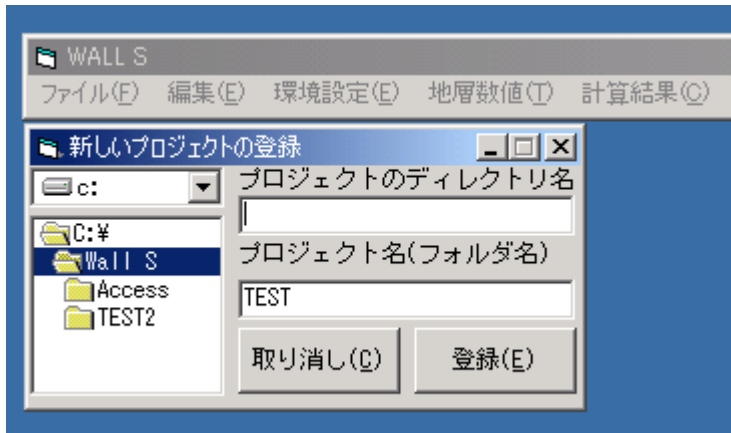 WALL S
ファイル(F) 編集(E) 環境設定(E) 地層数値(T) 計算結果(O)
新しいプロジェクトの登録
c:
プロジェクトのディレクトリ名
C:¥
Wall S
Access
TEST2
プロジェクト名(フォルダ名)
TEST
取り消し(C) 登録(E)